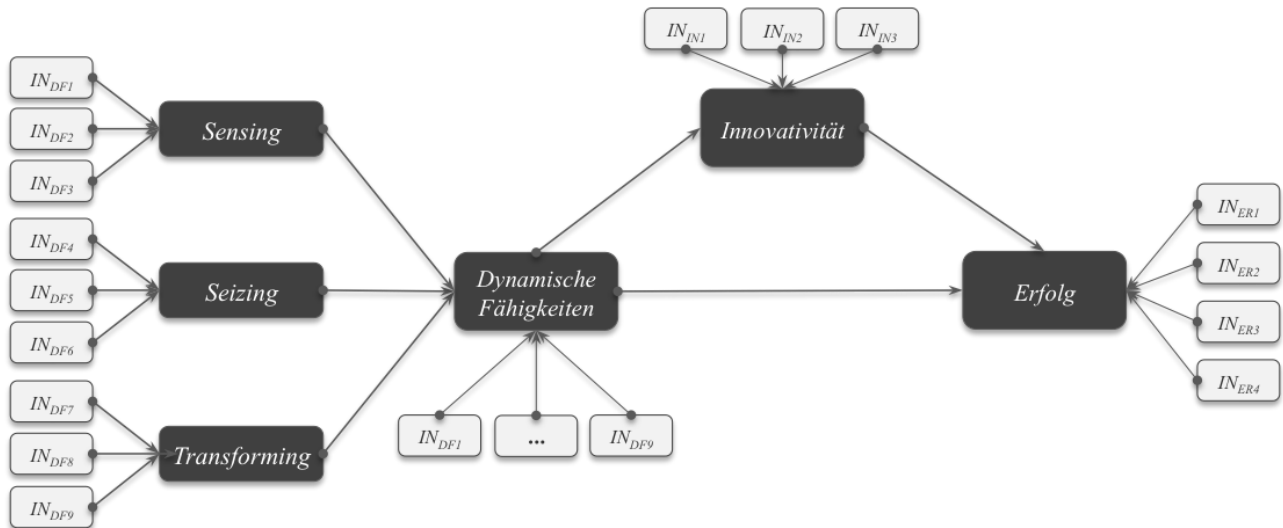 IN_IN1 IN_IN2 IN_IN3
IN_DF1
IN_DF2
IN_DF3
Sensing
Innovativität
IN_DF4
IN_DF5
IN_DF6
Seizing
Dynamische
Fähigkeiten
Erfolg
IN_ER1
IN_ER2
IN_ER3
IN_ER4
IN_DF7
IN_DF8
IN_DF9
Transforming
IN_DF1 ... IN_DF9